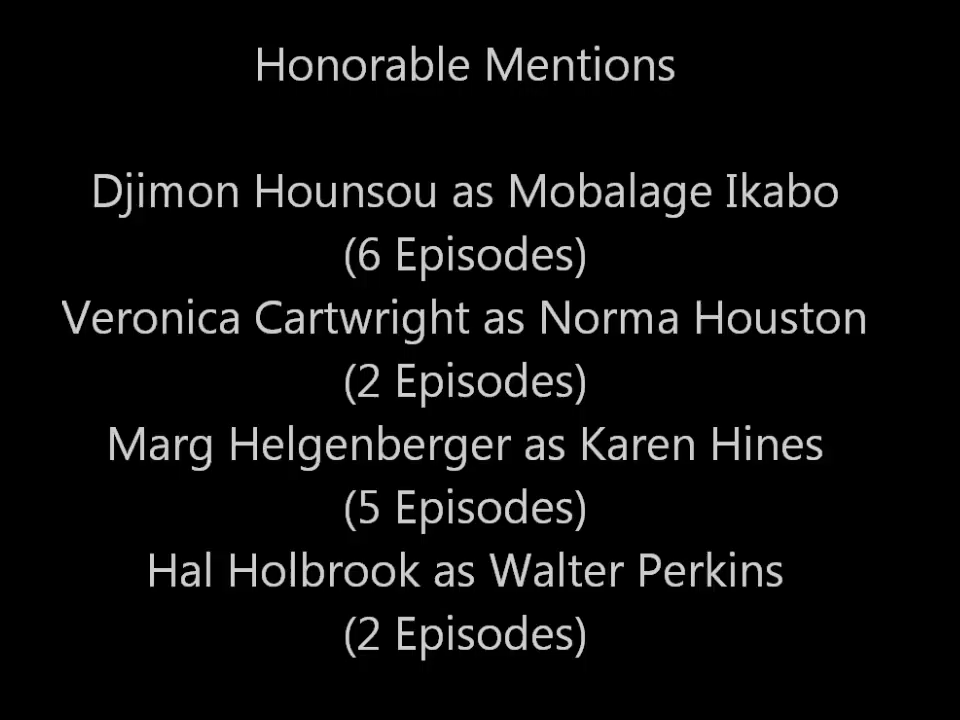 Honorable Mentions
Djimon Hounsou as Mobalage Ikabo
(6 Episodes)
Veronica Cartwright as Norma Houston
(2 Episodes)
Marg Helgenberger as Karen Hines
(5 Episodes)
Hal Holbrook as Walter Perkins
(2 Episodes)